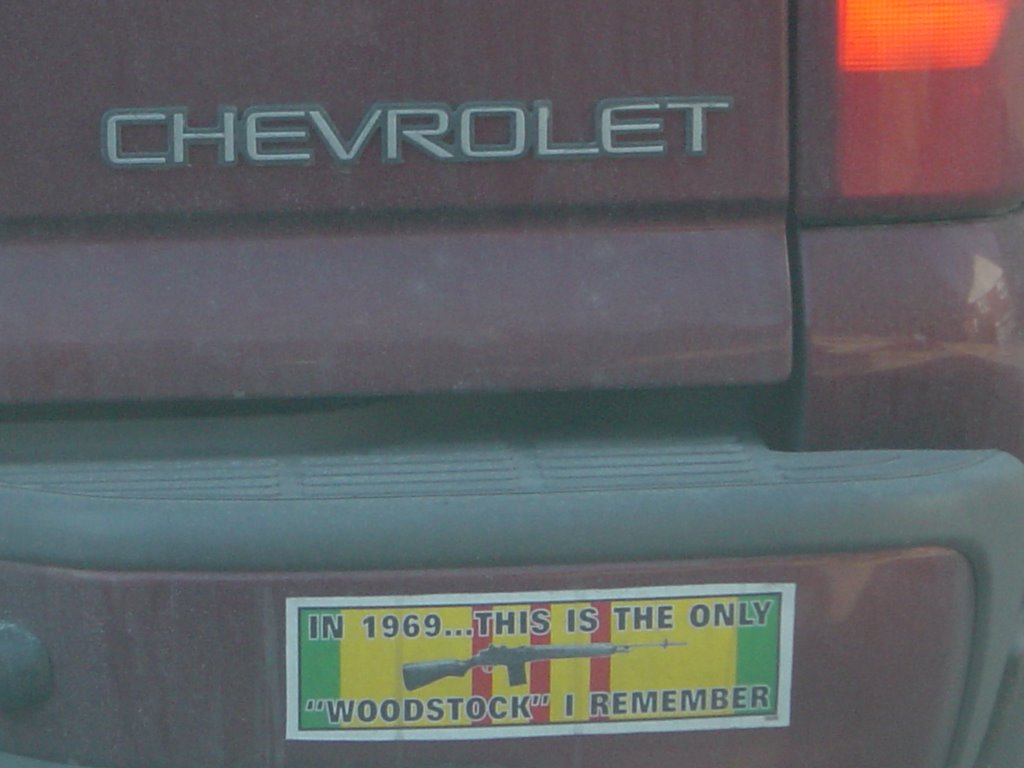 CHEVROLET
IN 1969...THIS IS THE ONLY
"WOODSTOCK" I REMEMBER